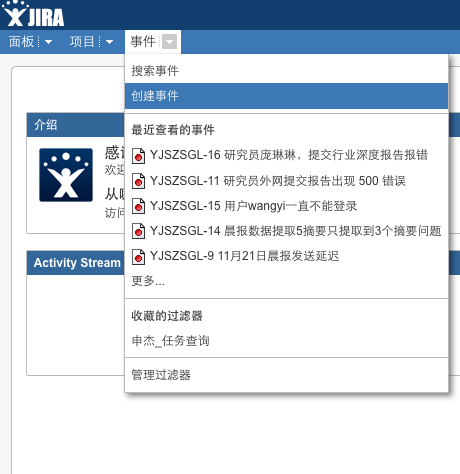 JIRA
面板 项目 事件
搜索事件
创建事件
介绍
最近查看的事件
YJSZSGL-16 研究员庞琳琳，提交行业深度报告报错
欢迎
YJSZSGL-11 研究员外网提交报告出现 500 错误
YJSZSGL-15 用户wangyi一直不能登录
访问
YJSZSGL-14 晨报数据提取5摘要只提取到3个摘要问题
Activity Stream
YJSZSGL-9 11月21日晨报发送延迟
更多...
收藏的过滤器
申杰_任务查询
管理过滤器